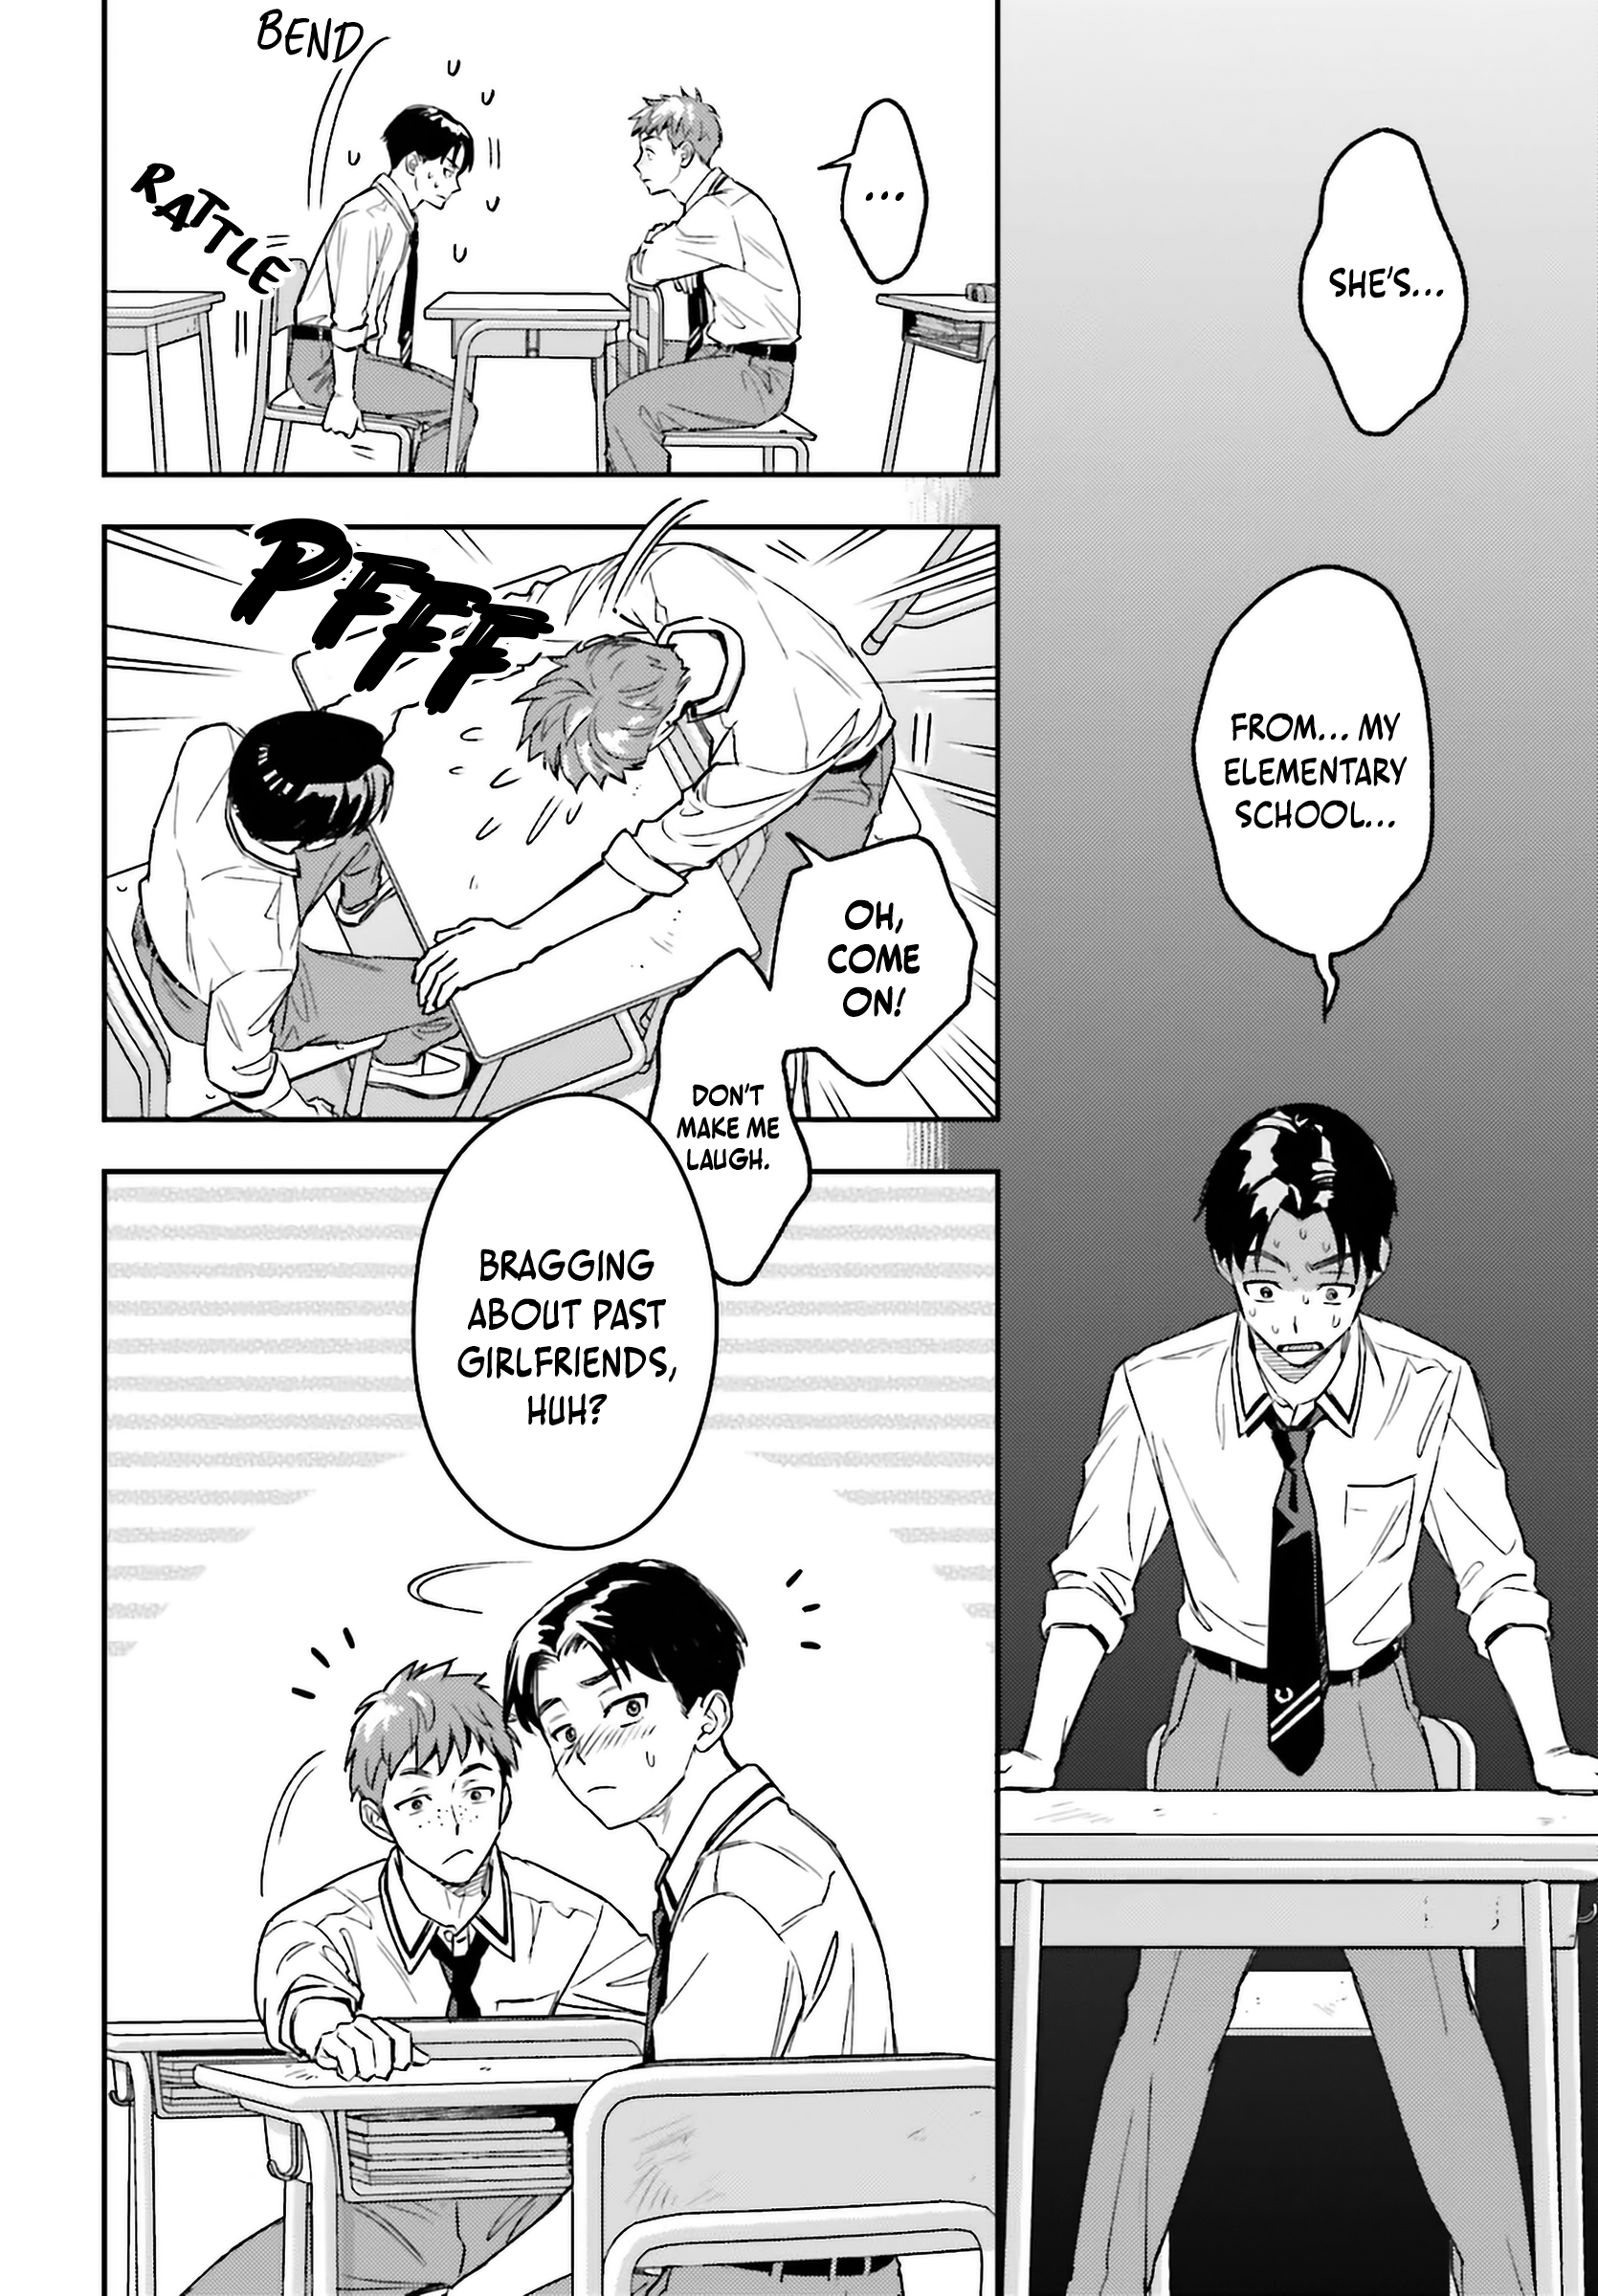 SHE'S...
FROM... MY
ELEMENTARY
SCHOOL...
BEND
RATTLE
...
PFFFF
OH,
COME
ON!
DON'T
MAKE ME
LAUGH.
BRAGGING
ABOUT PAST
GIRLFRIENDS,
HUH?